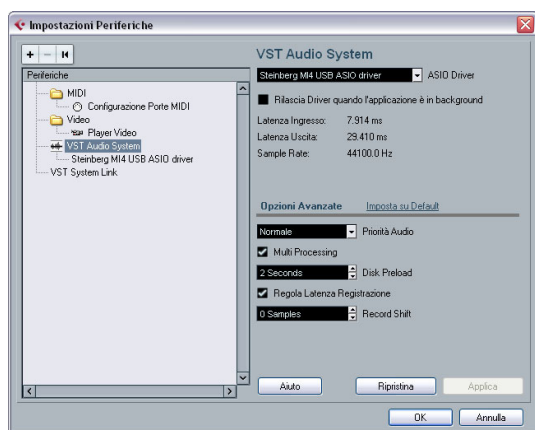 Impostazioni Periferiche
Periferiche
MIDI
Configurazione Porte MIDI
Video
Player Video
VST Audio System
Steinberg MI4 USB ASIO driver
VST System Link
VST Audio System
Steinberg MI4 USB ASIO driver ASIO Driver
Rilascia Driver quando l'applicazione è in background
Latenza Ingresso: 7.914 ms
Latenza Uscita: 29.410 ms
Sample Rate: 44100.0 Hz
Opzioni Avanzate Imposta su Default
Normale Priorità Audio
Multi Processing
2 Seconds Disk Preload
Regola Latenza Registrazione
0 Samples Record Shift
Aiuto Ripristina Applica
OK Annulla